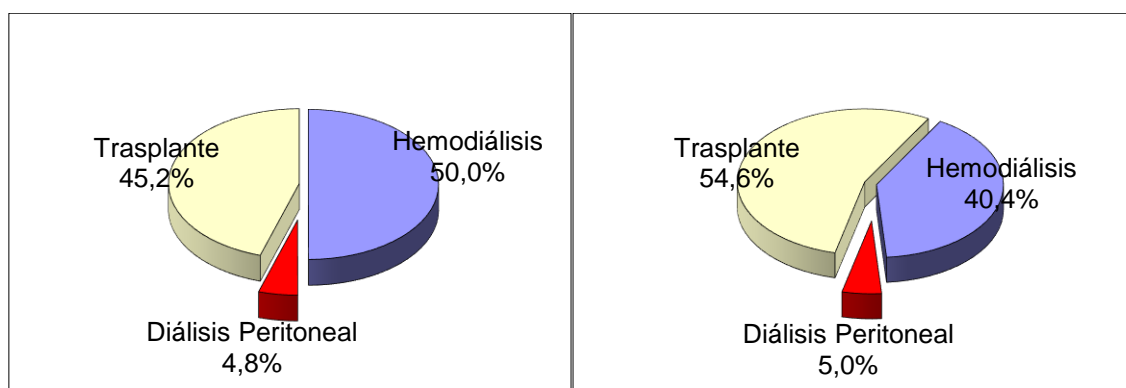 Trasplante
45,2%
Hemodiálisis
50,0%
Diálisis Peritoneal
4,8%
Trasplante
54,6%
Hemodiálisis
40,4%
Diálisis Peritoneal
5,0%